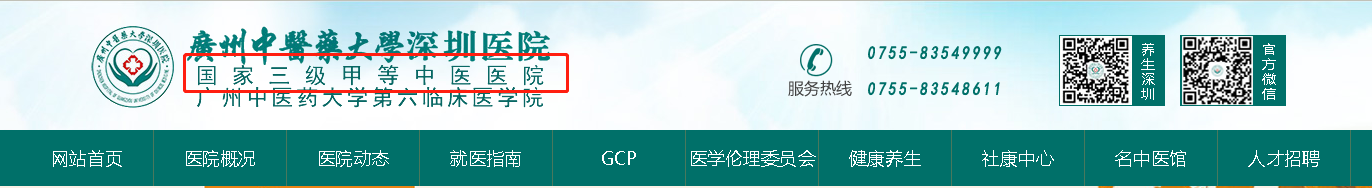 廣州中醫藥大學深圳医院
国家三级甲等中医医院
广州中医药大学第六临床医学院
服务热线
0755-83549999
0755-83548611
养生深圳
官方微信
网站首页
医院概况
医院动态
就医指南
GCP
医学伦理委员会
健康养生
社康中心
名中医馆
人才招聘